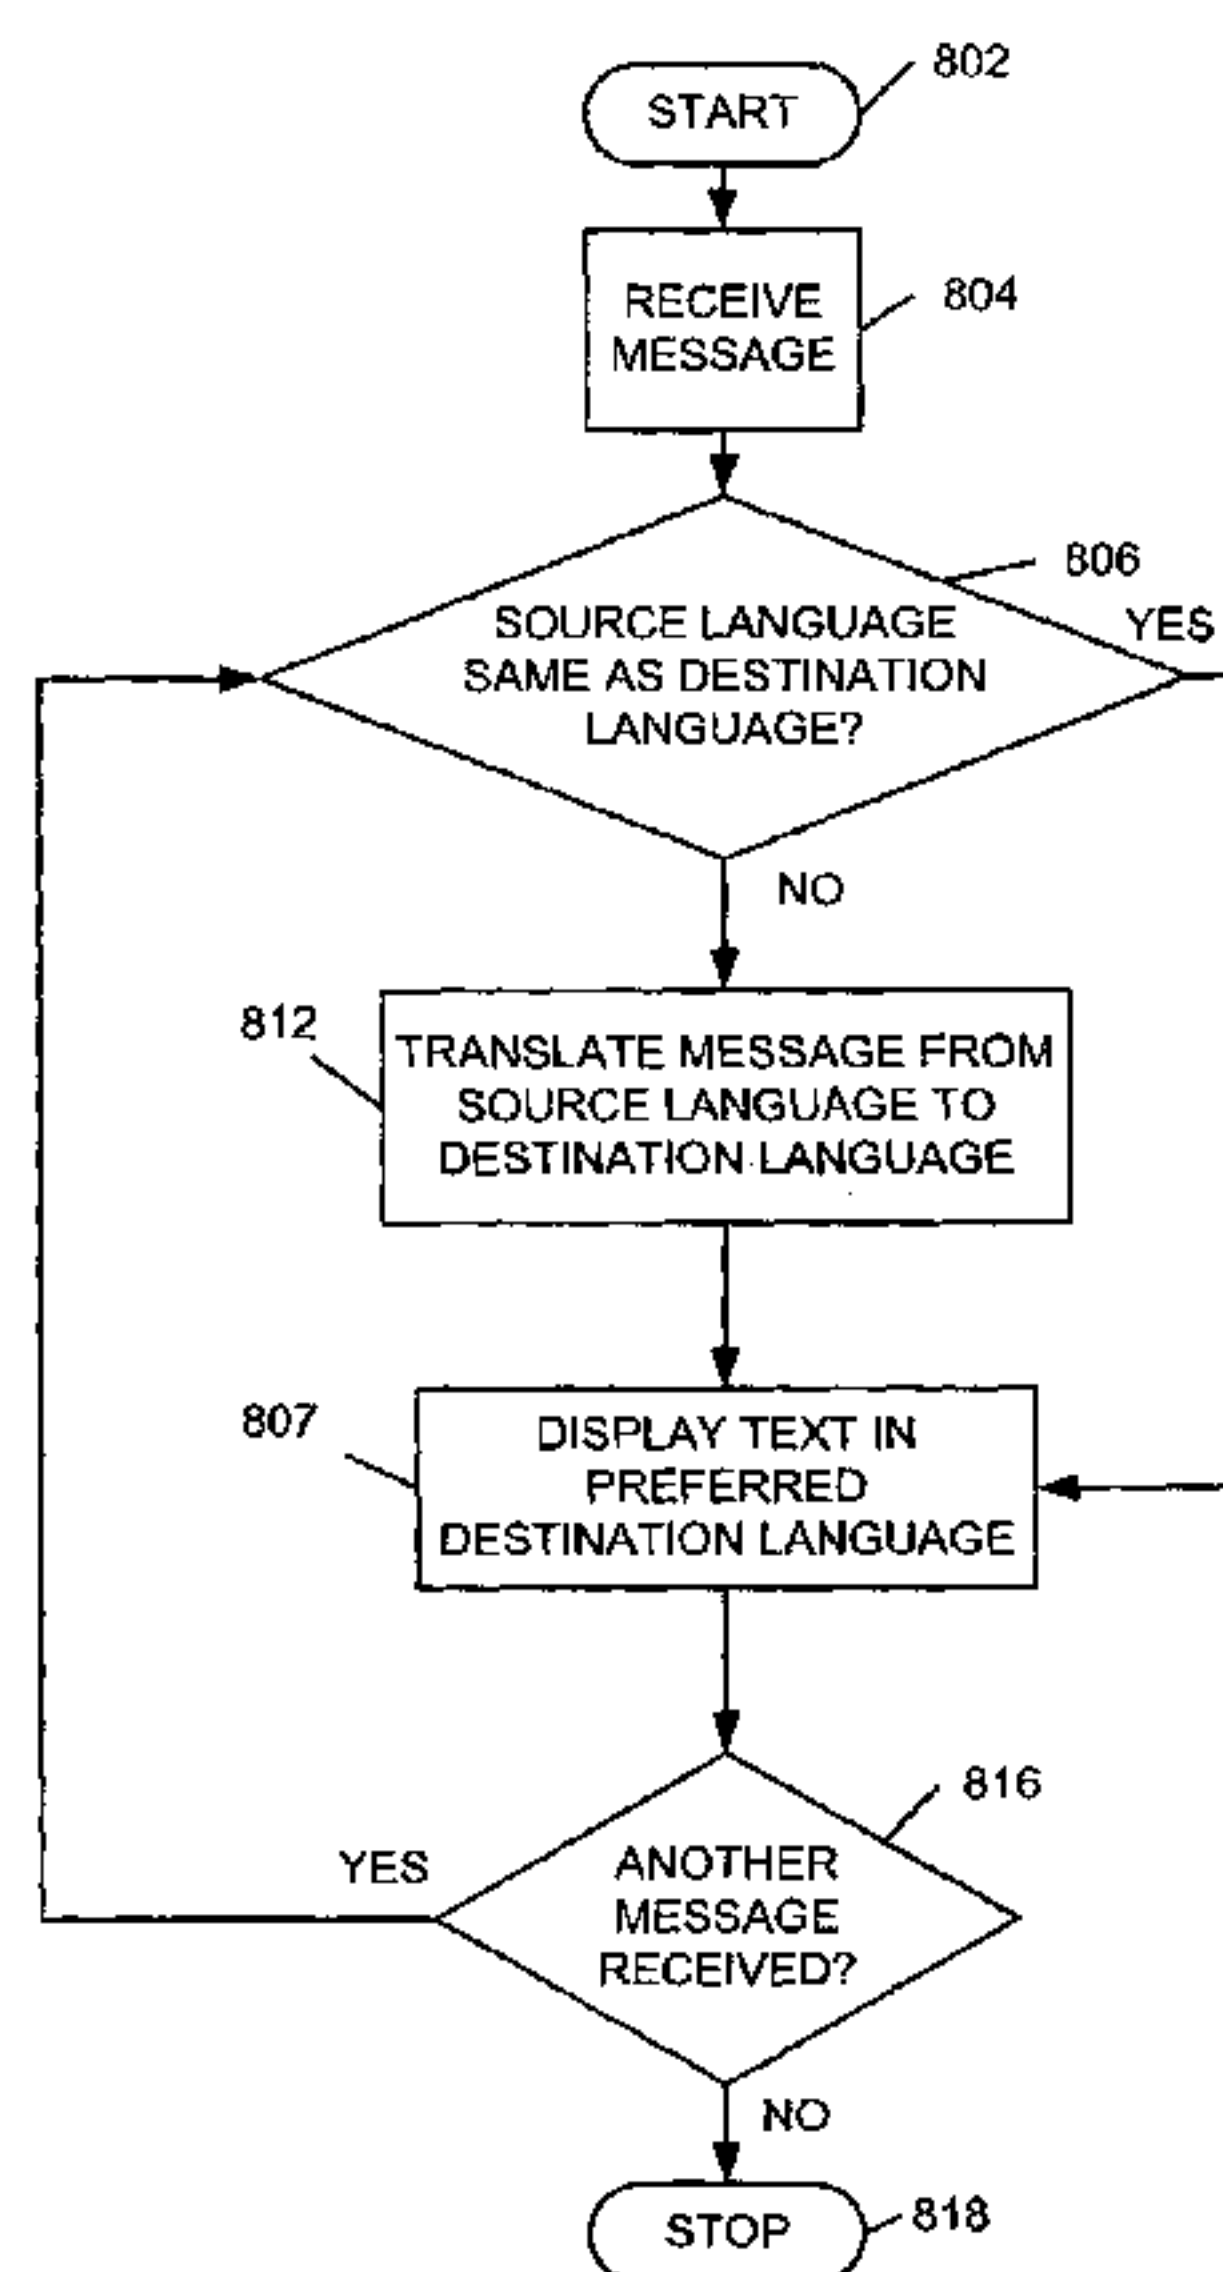 802
START
RECEIVE
MESSAGE
804
806
YES
SOURCE LANGUAGE
SAME AS DESTINATION
LANGUAGE?
NO
812
TRANSLATE MESSAGE FROM
SOURCE LANGUAGE TO
DESTINATION LANGUAGE
807
DISPLAY TEXT IN
PREFERRED
DESTINATION LANGUAGE
816
YES
ANOTHER
MESSAGE
RECEIVED?
NO
STOP
818